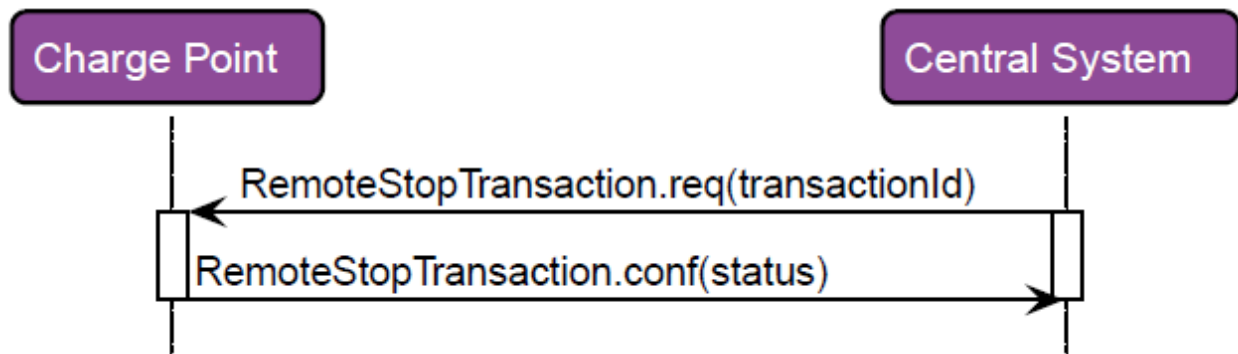 Charge Point
Central System
RemoteStopTransaction.req(transactionId)
RemoteStopTransaction.conf(status)